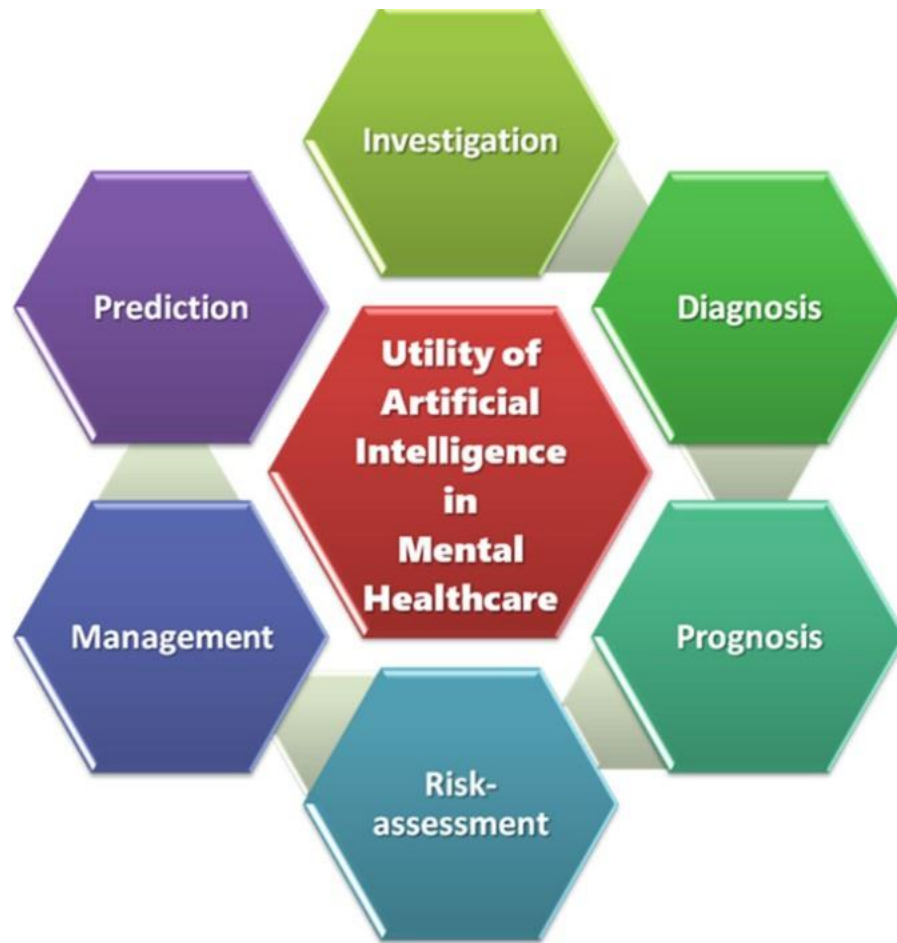 Investigation
Diagnosis
Prognosis
Risk-
assessment
Management
Prediction
Utility of
Artificial
Intelligence
in
Mental
Healthcare